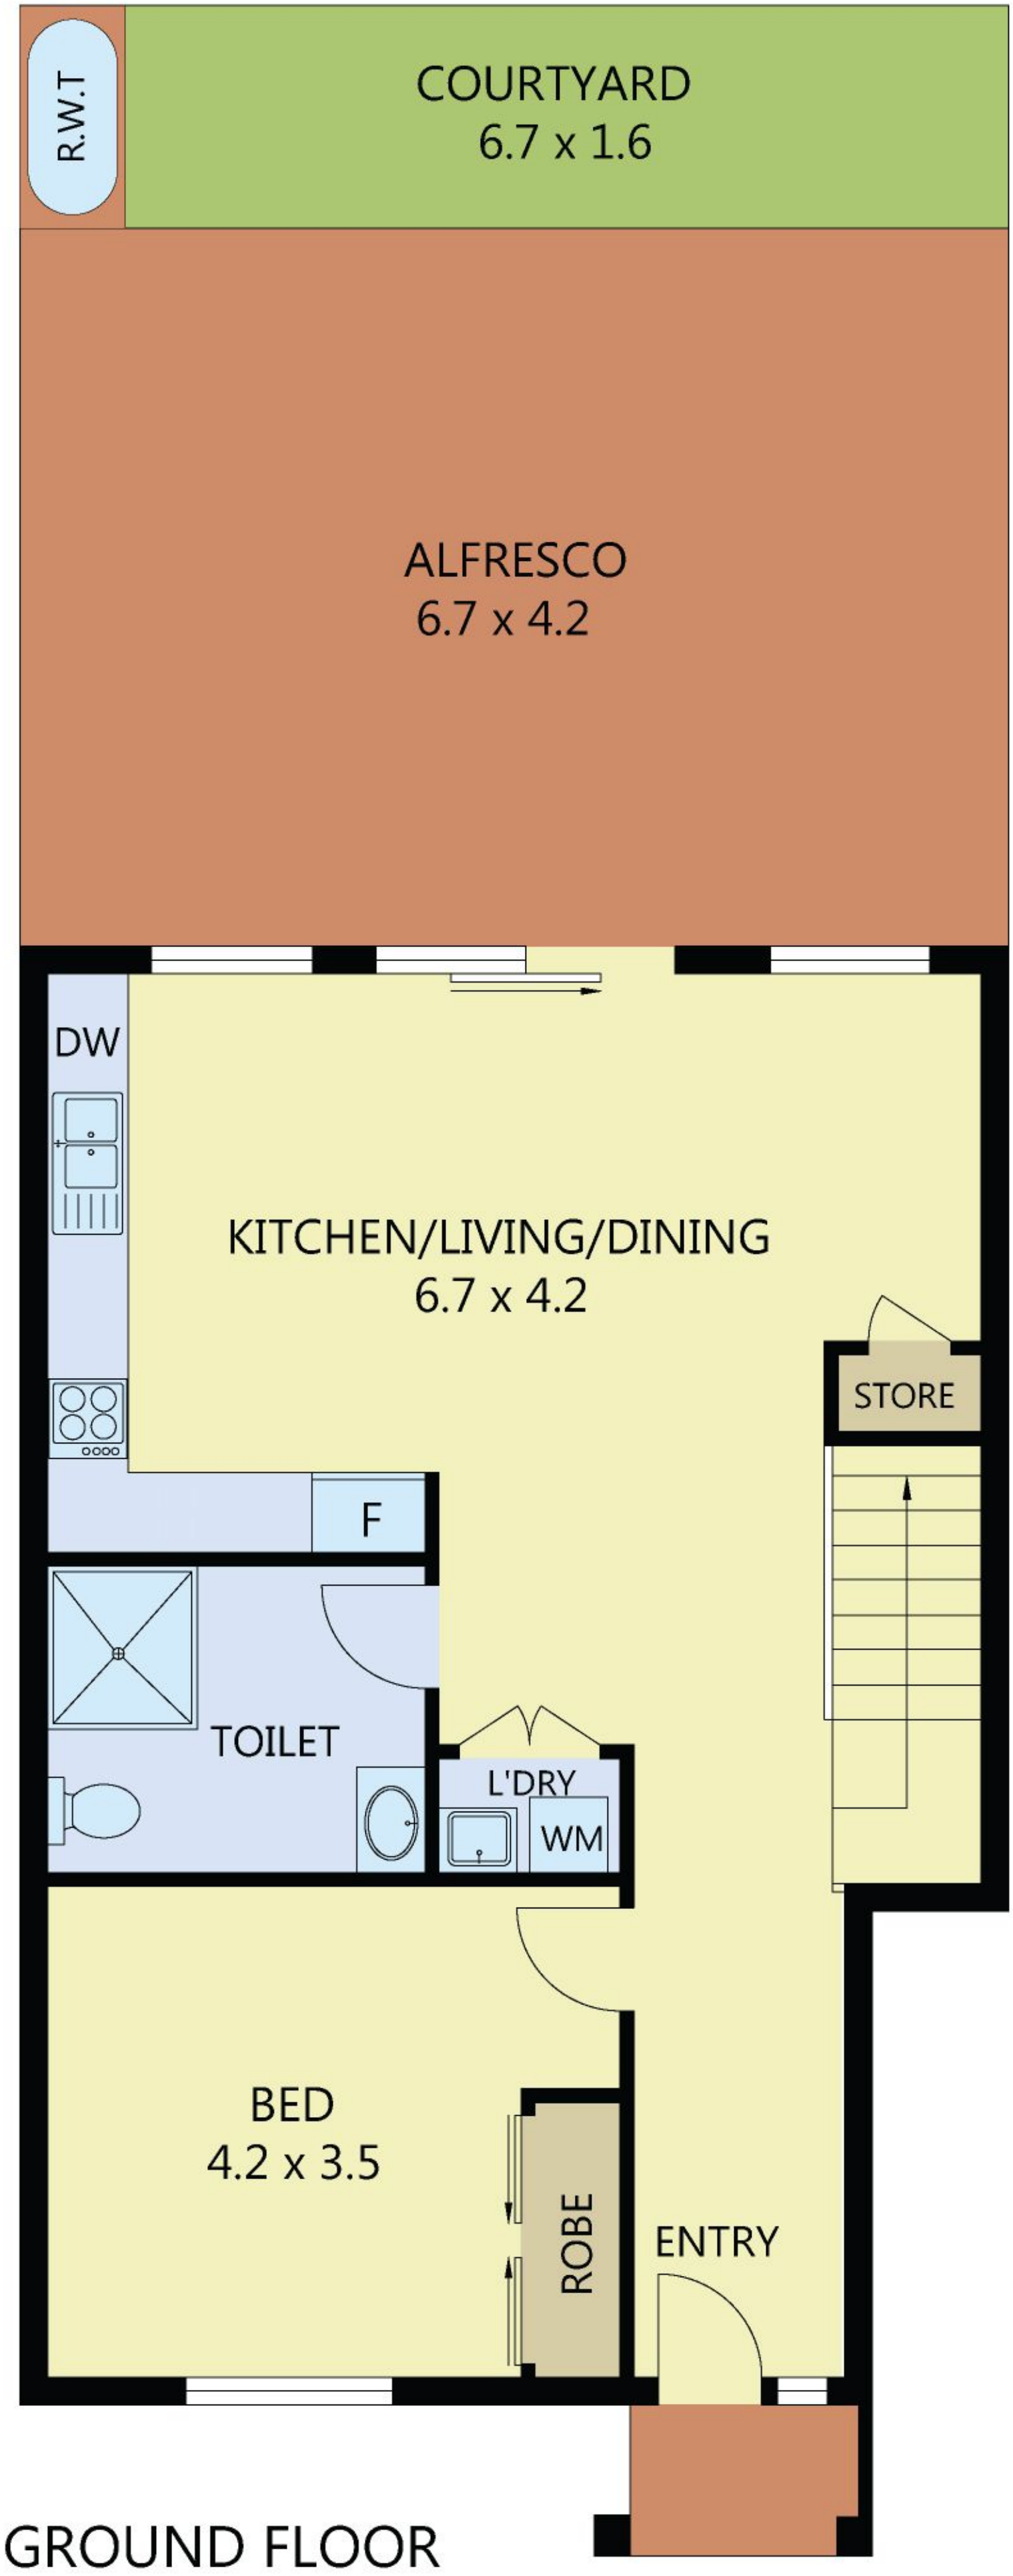 R.W.T
COURTYARD
6.7 x 1.6
ALFRESCO
6.7 x 4.2
DW
KITCHEN/LIVING/DINING
6.7 x 4.2
STORE
F
TOILET
L'DRY
WM
BED
4.2 x 3.5
ROBE
ENTRY
GROUND FLOOR